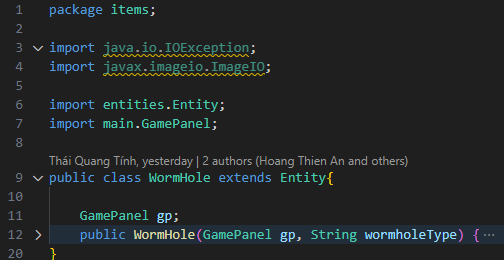 1 package items;
2
3 import java.io.IOException;
4 import javax.imageio.ImageIO;
5
6 import entities.Entity;
7 import main.GamePanel;
8
Thái Quang Tính, yesterday | 2 authors (Hoang Thien An and others)
9 public class WormHole extends Entity{
10
11 GamePanel gp;
12 public WormHole(GamePanel gp, String wormholeType) {···
20 }